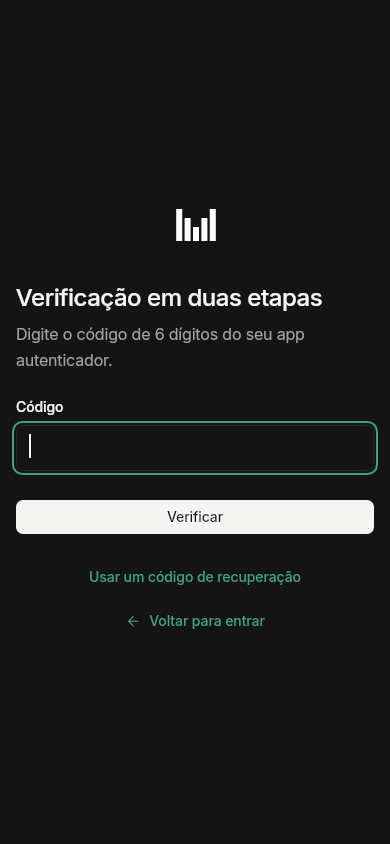 Verificação em duas etapas
Digite o código de 6 dígitos do seu app
autenticador.
Código
Verificar
Usar um código de recuperação
Voltar para entrar